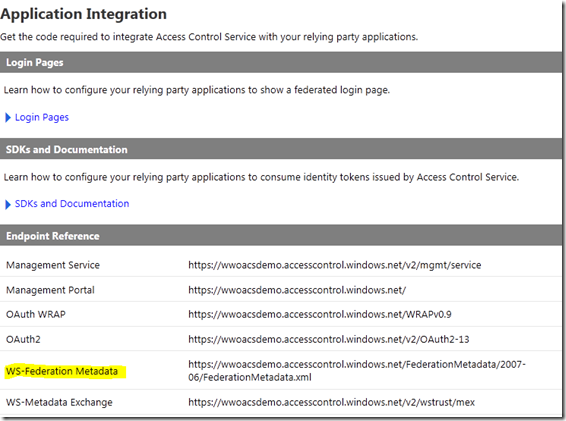 Application Integration
Get the code required to integrate Access Control Service with your relying party applications.
Login Pages
Learn how to configure your relying party applications to show a federated login page.
Login Pages
SDKs and Documentation
Learn how to configure your relying party applications to consume identity tokens issued by Access Control Service.
SDKs and Documentation
Endpoint Reference
Management Service https://wwoacsdemo.accesscontrol.windows.net/v2/mgmt/service
Management Portal https://wwoacsdemo.accesscontrol.windows.net/
OAuth WRAP https://wwoacsdemo.accesscontrol.windows.net/WRAPv0.9
OAuth2 https://wwoacsdemo.accesscontrol.windows.net/v2/OAuth2-13
WS-Federation Metadata https://wwoacsdemo.accesscontrol.windows.net/FederationMetadata/2007-
06/FederationMetadata.xml
WS-Metadata Exchange https://wwoacsdemo.accesscontrol.windows.net/v2/wstrust/mex